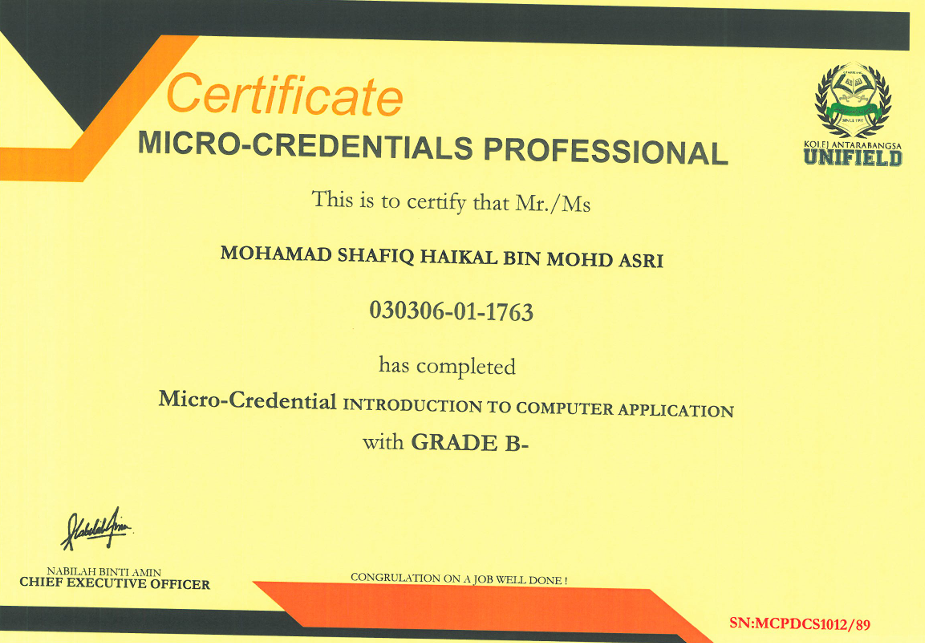 Certificate
MICRO-CREDENTIALS PROFESSIONAL
KOLEJ ANTARABANGSA
UNIFIELD
This is to certify that Mr./Ms
MOHAMAD SHAFIQ HAIKAL BIN MOHD ASRI
030306-01-1763
has completed
Micro-Credential INTRODUCTION TO COMPUTER APPLICATION
with GRADE B-
NABILAH BINTI AMIN
CHIEF EXECUTIVE OFFICER
CONGRULATION ON A JOB WELL DONE !
SN:MCPDCS1012/89